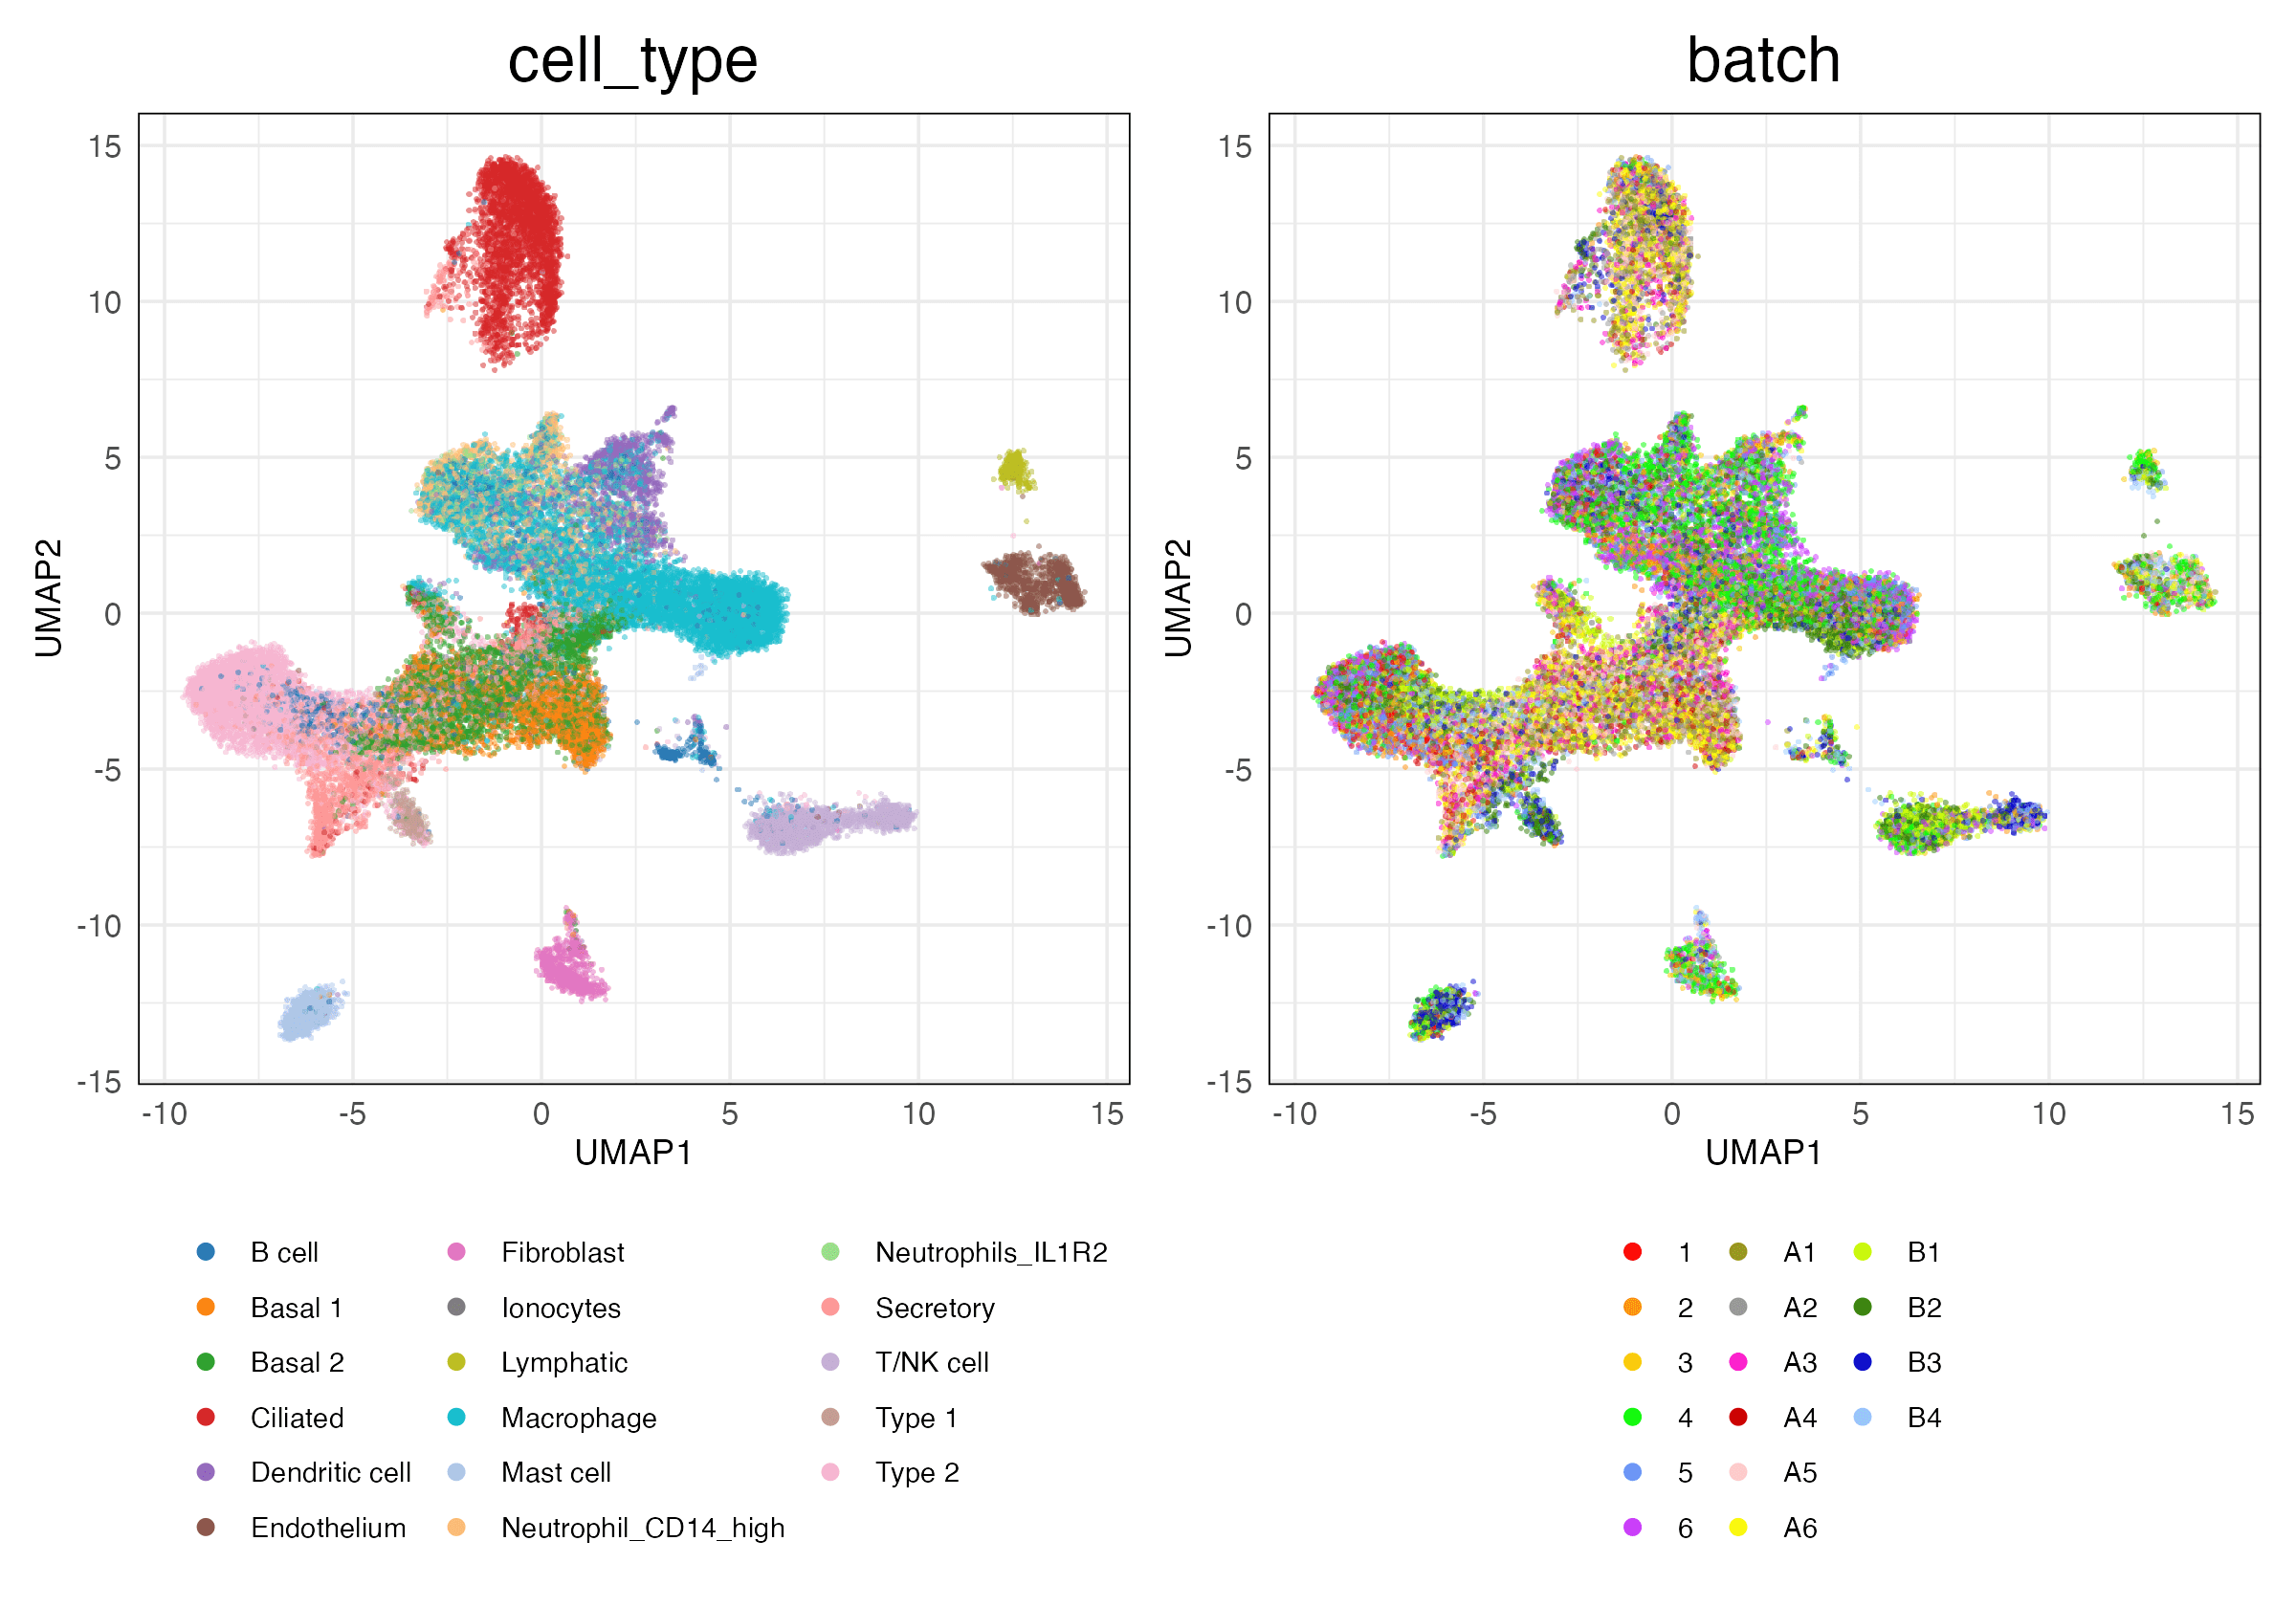 cell_type
batch
15
10
5
0
-5
-10
-15
UMAP2
-10 -5 0 5 10 15
UMAP1
15
10
5
0
-5
-10
-15
UMAP2
-10 -5 0 5 10 15
UMAP1
B cell
Basal 1
Basal 2
Ciliated
Dendritic cell
Endothelium
Fibroblast
Ionocytes
Lymphatic
Macrophage
Mast cell
Neutrophil_CD14_high
Neutrophils_IL1R2
Secretory
T/NK cell
Type 1
Type 2
1
2
3
4
5
6
A1
A2
A3
A4
A5
A6
B1
B2
B3
B4